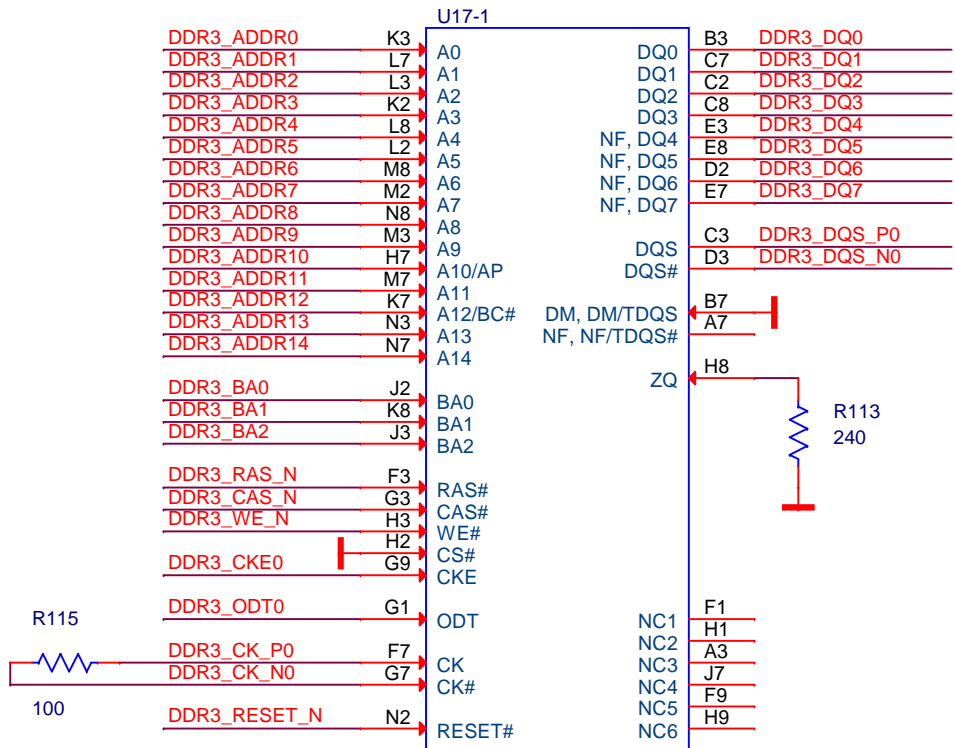 U17-1
DDR3_ADDR0 K3 A0 DQ0 B3 DDR3_DQ0
DDR3_ADDR1 L7 A1 DQ1 C7 DDR3_DQ1
DDR3_ADDR2 L3 A2 DQ2 C2 DDR3_DQ2
DDR3_ADDR3 K2 A3 DQ3 C8 DDR3_DQ3
DDR3_ADDR4 L8 A4 NF, DQ4 E3 DDR3_DQ4
DDR3_ADDR5 L2 A5 NF, DQ5 E8 DDR3_DQ5
DDR3_ADDR6 M8 A6 NF, DQ6 D2 DDR3_DQ6
DDR3_ADDR7 M2 A7 NF, DQ7 E7 DDR3_DQ7
DDR3_ADDR8 N8 A8
DDR3_ADDR9 M3 A9 DQS C3 DDR3_DQS_P0
DDR3_ADDR10 H7 A10/AP DQS# D3 DDR3_DQS_N0
DDR3_ADDR11 M7 A11
DDR3_ADDR12 K7 A12/BC# DM, DM/TDQS B7
DDR3_ADDR13 N3 A13 NF, NF/TDQS# A7
DDR3_ADDR14 N7 A14
ZQ H8
DDR3_BA0 J2 BA0
DDR3_BA1 K8 BA1
DDR3_BA2 J3 BA2
R113
240
DDR3_RAS_N F3 RAS#
DDR3_CAS_N G3 CAS#
DDR3_WE_N H3 WE#
H2 CS#
DDR3_CKE0 G9 CKE
DDR3_ODT0 G1 ODT NC1 F1
NC2 H1
R115
DDR3_CK_P0 F7 CK NC3 A3
DDR3_CK_N0 G7 CK# NC4 J7
100
NC5 F9
DDR3_RESET_N N2 RESET# NC6 H9